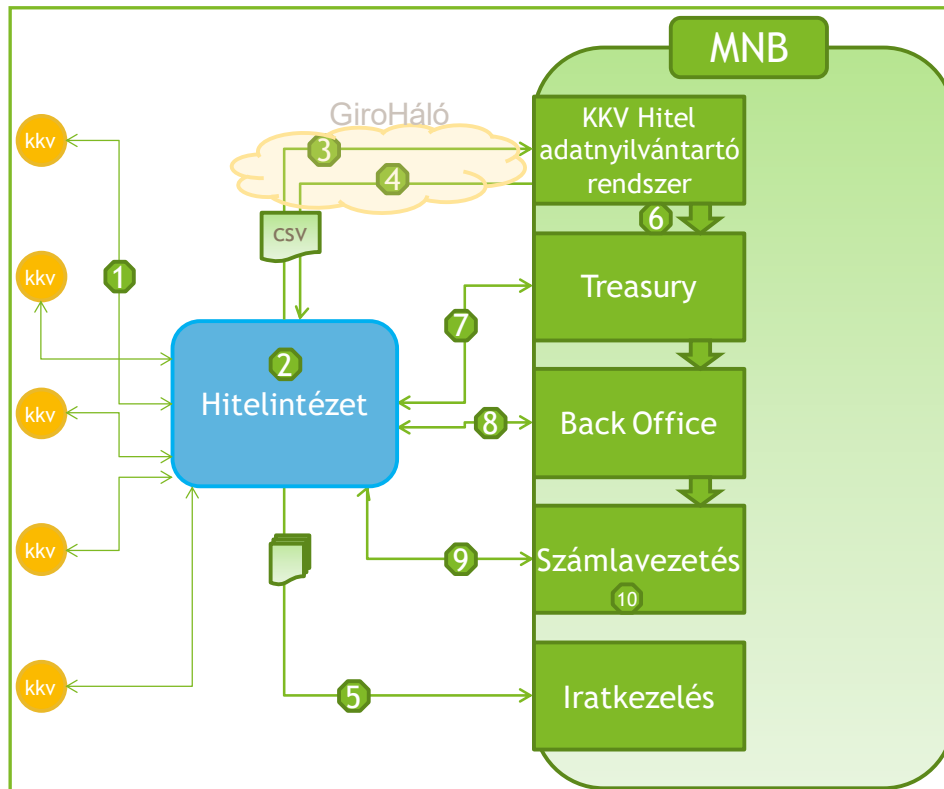 MNB
GiroHáló
kkv
3
KKV Hitel
adatnyilvántartó
rendszer
4
6
CSV
kkv
1
Treasury
7
2
Hitelintézet
kkv
8
Back Office
kkv
9
Számlavezetés
10
kkv
5
Iratkezelés